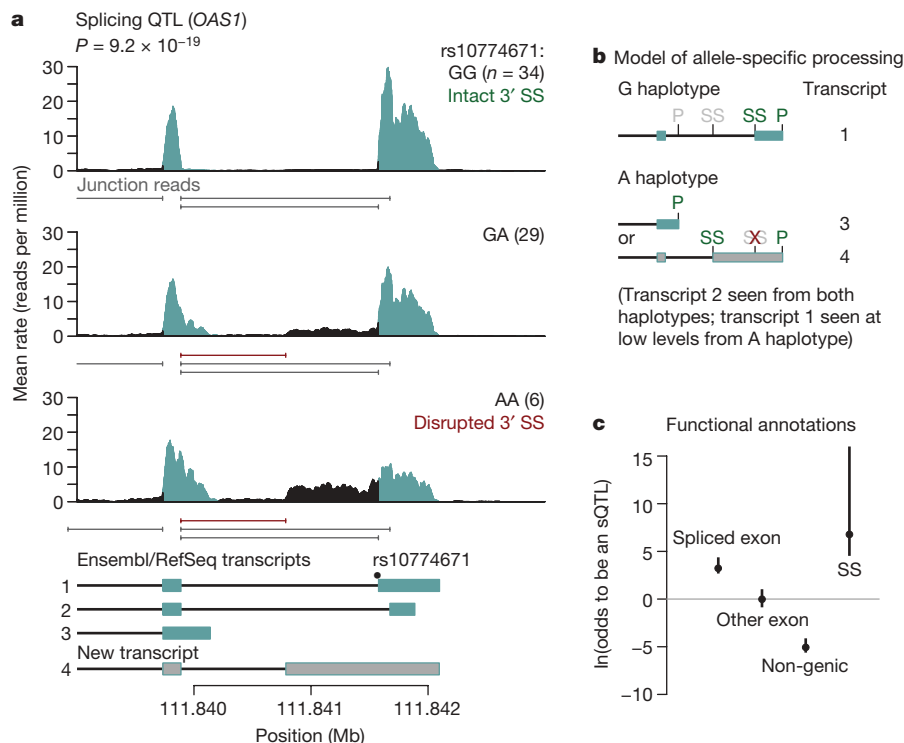 a
Splicing QTL (OAS1)
P = 9.2 × 10⁻¹⁹
rs10774671:
GG (n = 34)
Intact 3′ SS
30
20
10
0
Junction reads
Mean rate (reads per million)
GA (29)
30
20
10
0
AA (6)
Disrupted 3′ SS
30
20
10
0
Ensembl/RefSeq transcripts
rs10774671
1
2
3
New transcript
4
111.840
111.841
111.842
Position (Mb)
b Model of allele-specific processing
G haplotype
Transcript
P SS SS P
1
A haplotype
P
3
or
SS SS X P
4
(Transcript 2 seen from both
haplotypes; transcript 1 seen at
low levels from A haplotype)
c
Functional annotations
15
10
5
0
−5
−10
ln(odds to be an sQTL)
Spliced exon
Other exon
Non-genic
SS